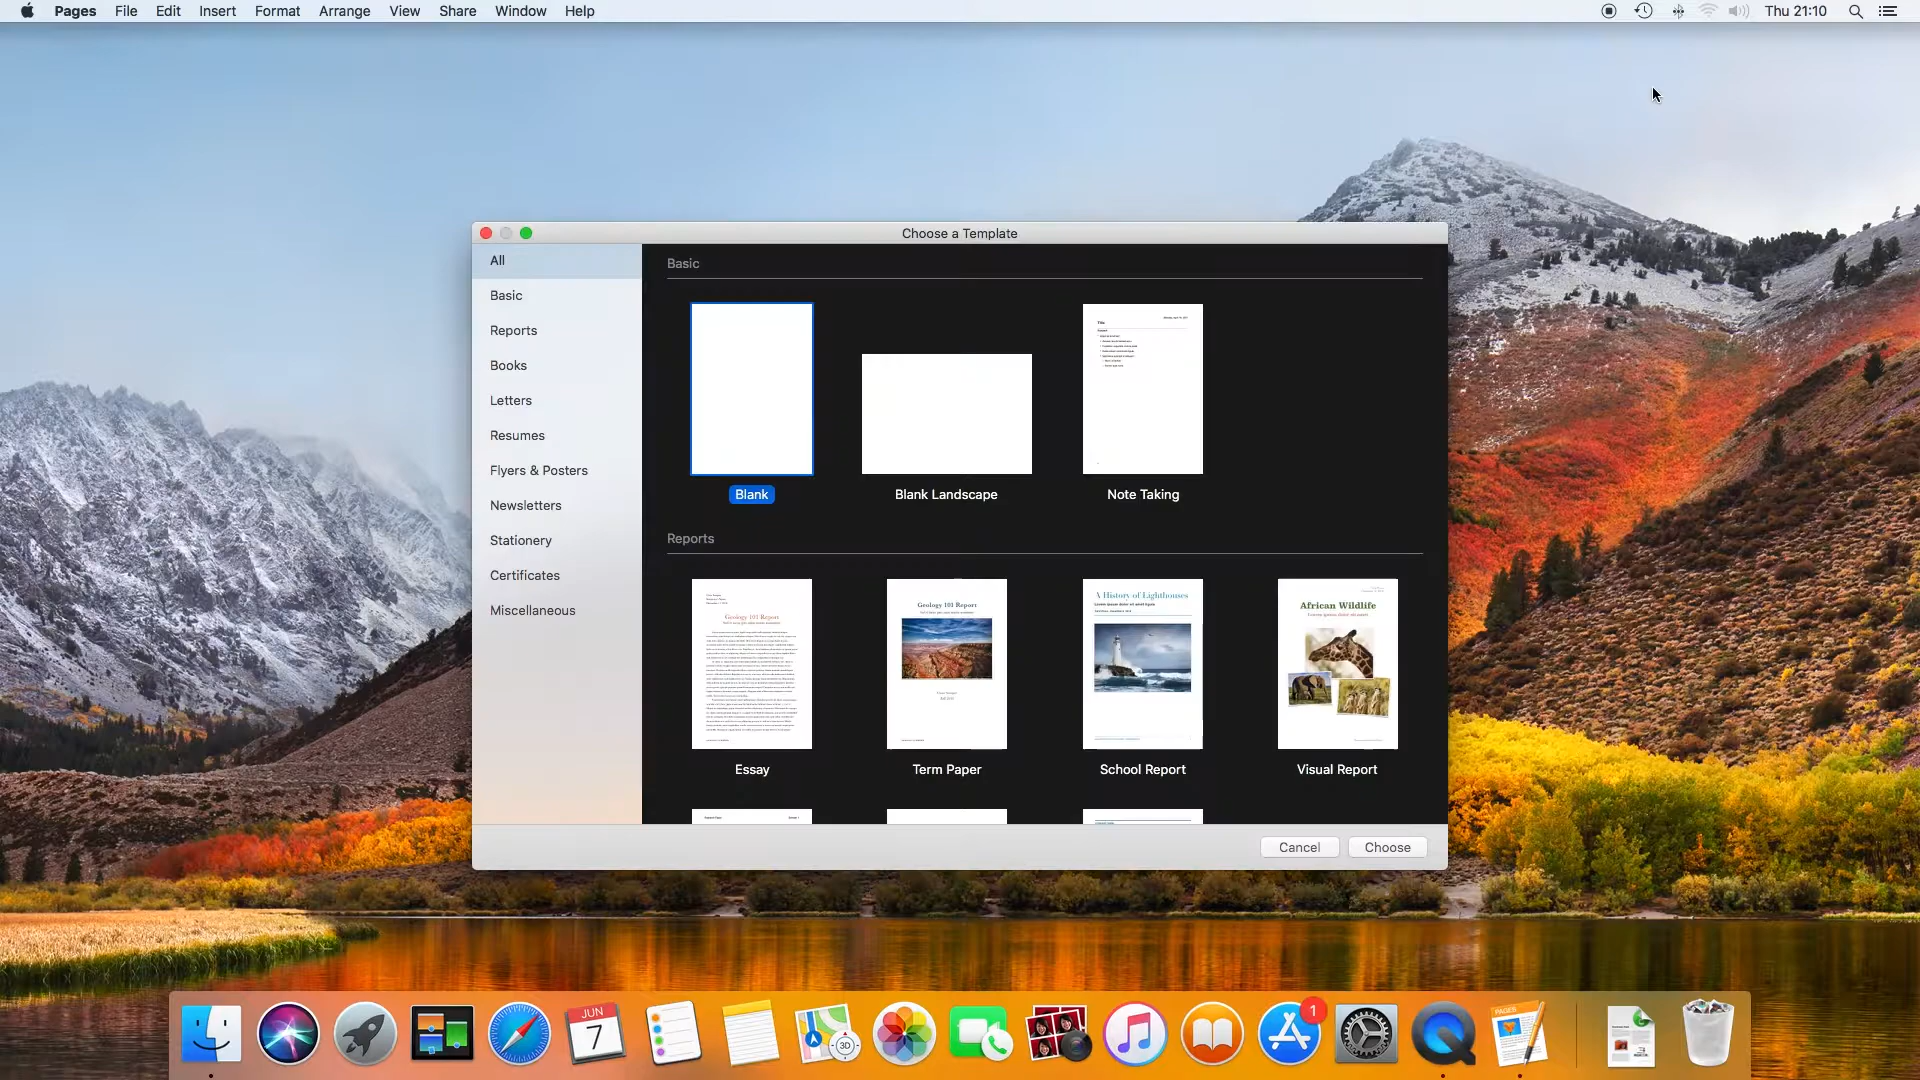 Pages File Edit Insert Format Arrange View Share Window Help Thu 21:10
Choose a Template
All
Basic
Reports
Books
Letters
Resumes
Flyers & Posters
Newsletters
Stationery
Certificates
Miscellaneous
Basic
Title
Blank
Blank Landscape
Note Taking
Reports
Geology 101 Report
Geology 101 Report
A History of Lighthouses
African Wildlife
Essay
Term Paper
School Report
Visual Report
Cancel
Choose
JUN
7
3D
1
PAGES